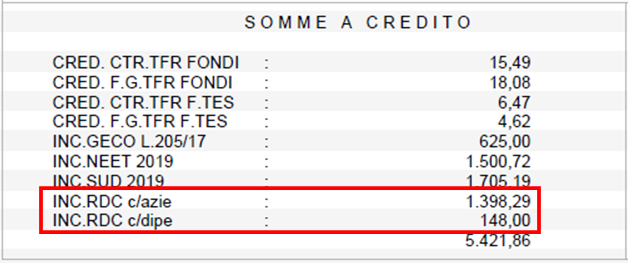 SOMME A CREDITO
CRED. CTR.TFR FONDI : 15,49
CRED. F.G.TFR FONDI : 18,08
CRED. CTR.TFR F.TES : 6,47
CRED. F.G.TFR F.TES : 4,62
INC.GECO L.205/17 : 625,00
INC.NEET 2019 : 1.500,72
INC.SUD 2019 : 1.705,19
INC.RDC c/azie : 1.398,29
INC.RDC c/dipe : 148,00
5.421,86